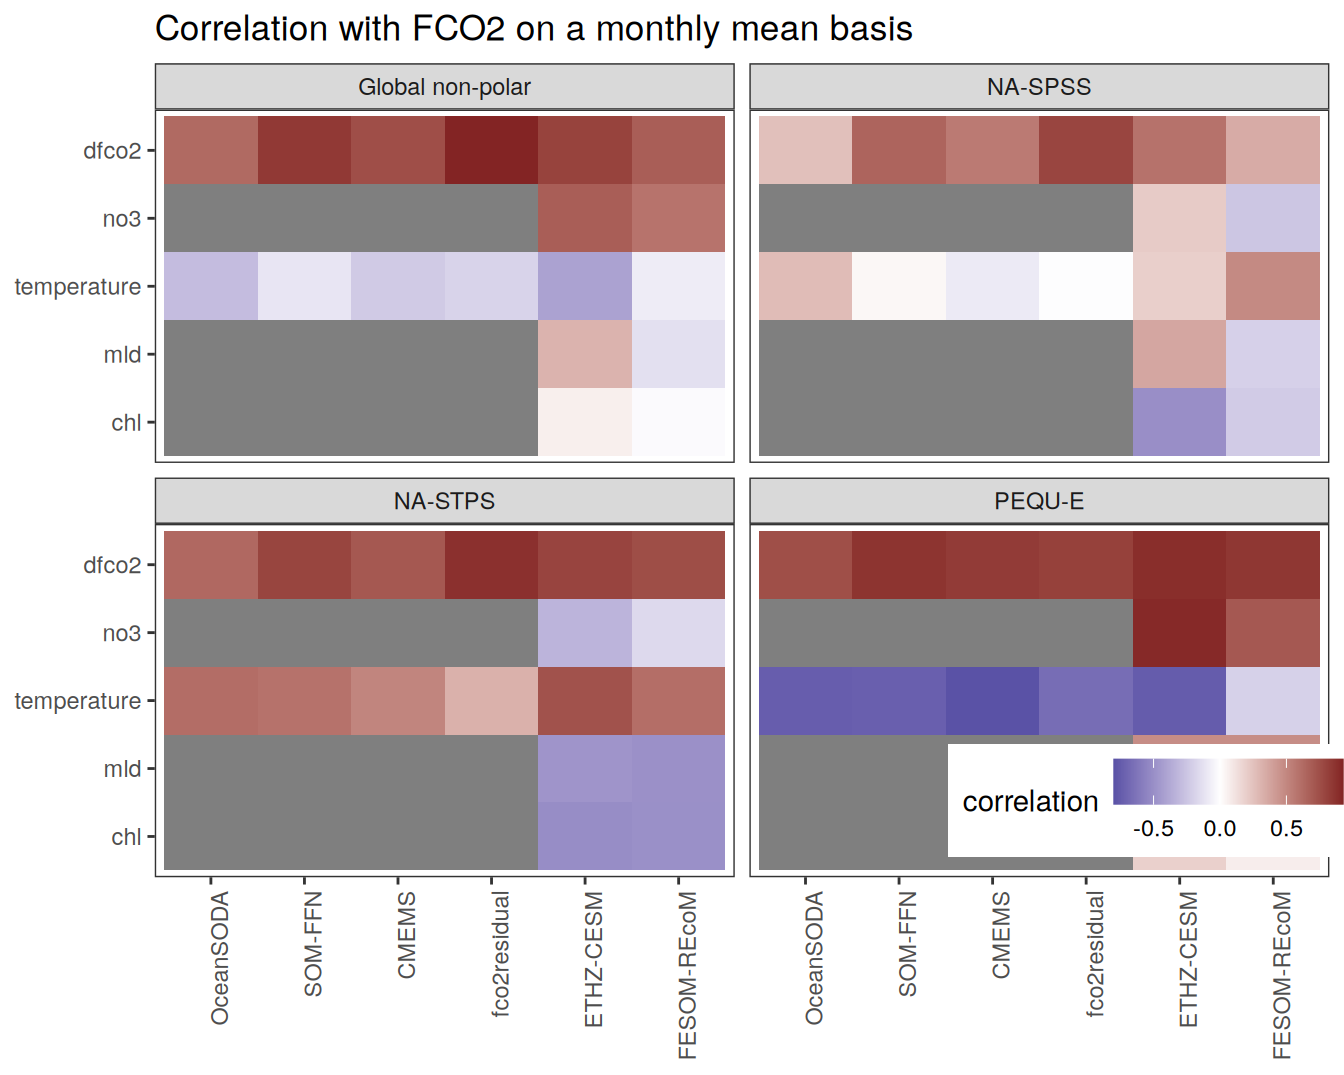 Correlation with FCO2 on a monthly mean basis
Global non-polar
NA-SPSS
dfco2
no3
temperature
mld
chl
NA-STPS
PEQU-E
dfco2
no3
temperature
mld
chl
correlation
-0.5 0.0 0.5
OceanSODA
SOM-FFN
CMEMS
fco2residual
ETHZ-CESM
FESOM-REcoM
OceanSODA
SOM-FFN
CMEMS
fco2residual
ETHZ-CESM
FESOM-REcoM